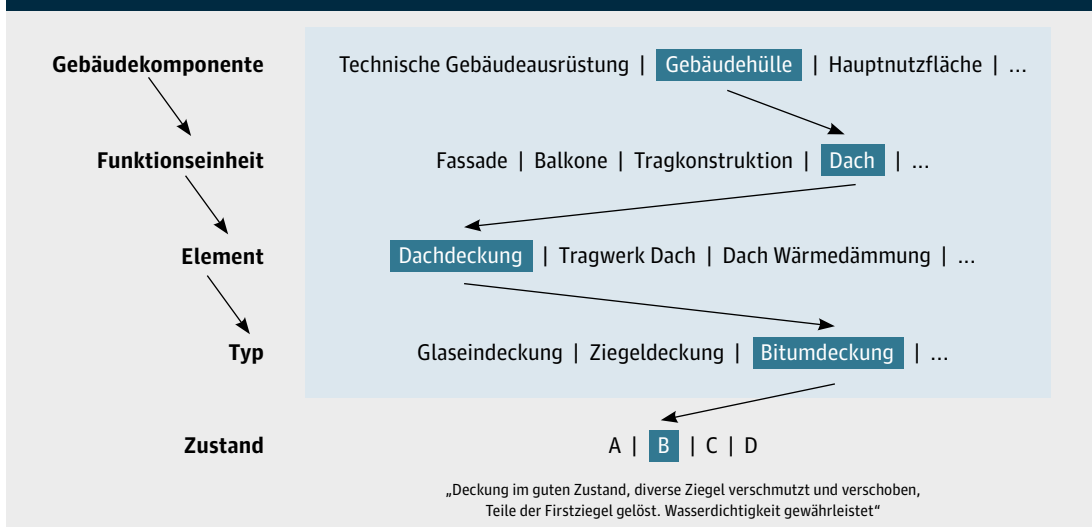 Gebäudekomponente Technische Gebäudeausrüstung | Gebäudehülle | Hauptnutzfläche | ...
Funktionseinheit Fassade | Balkone | Tragkonstruktion | Dach | ...
Element Dachdeckung | Tragwerk Dach | Dach Wärmedämmung | ...
Typ Glaseindeckung | Ziegeldeckung | Bitumdeckung | ...
Zustand A | B | C | D
„Deckung im guten Zustand, diverse Ziegel verschmutzt und verschoben,
Teile der Firstziegel gelöst. Wasserdichtigkeit gewährleistet“